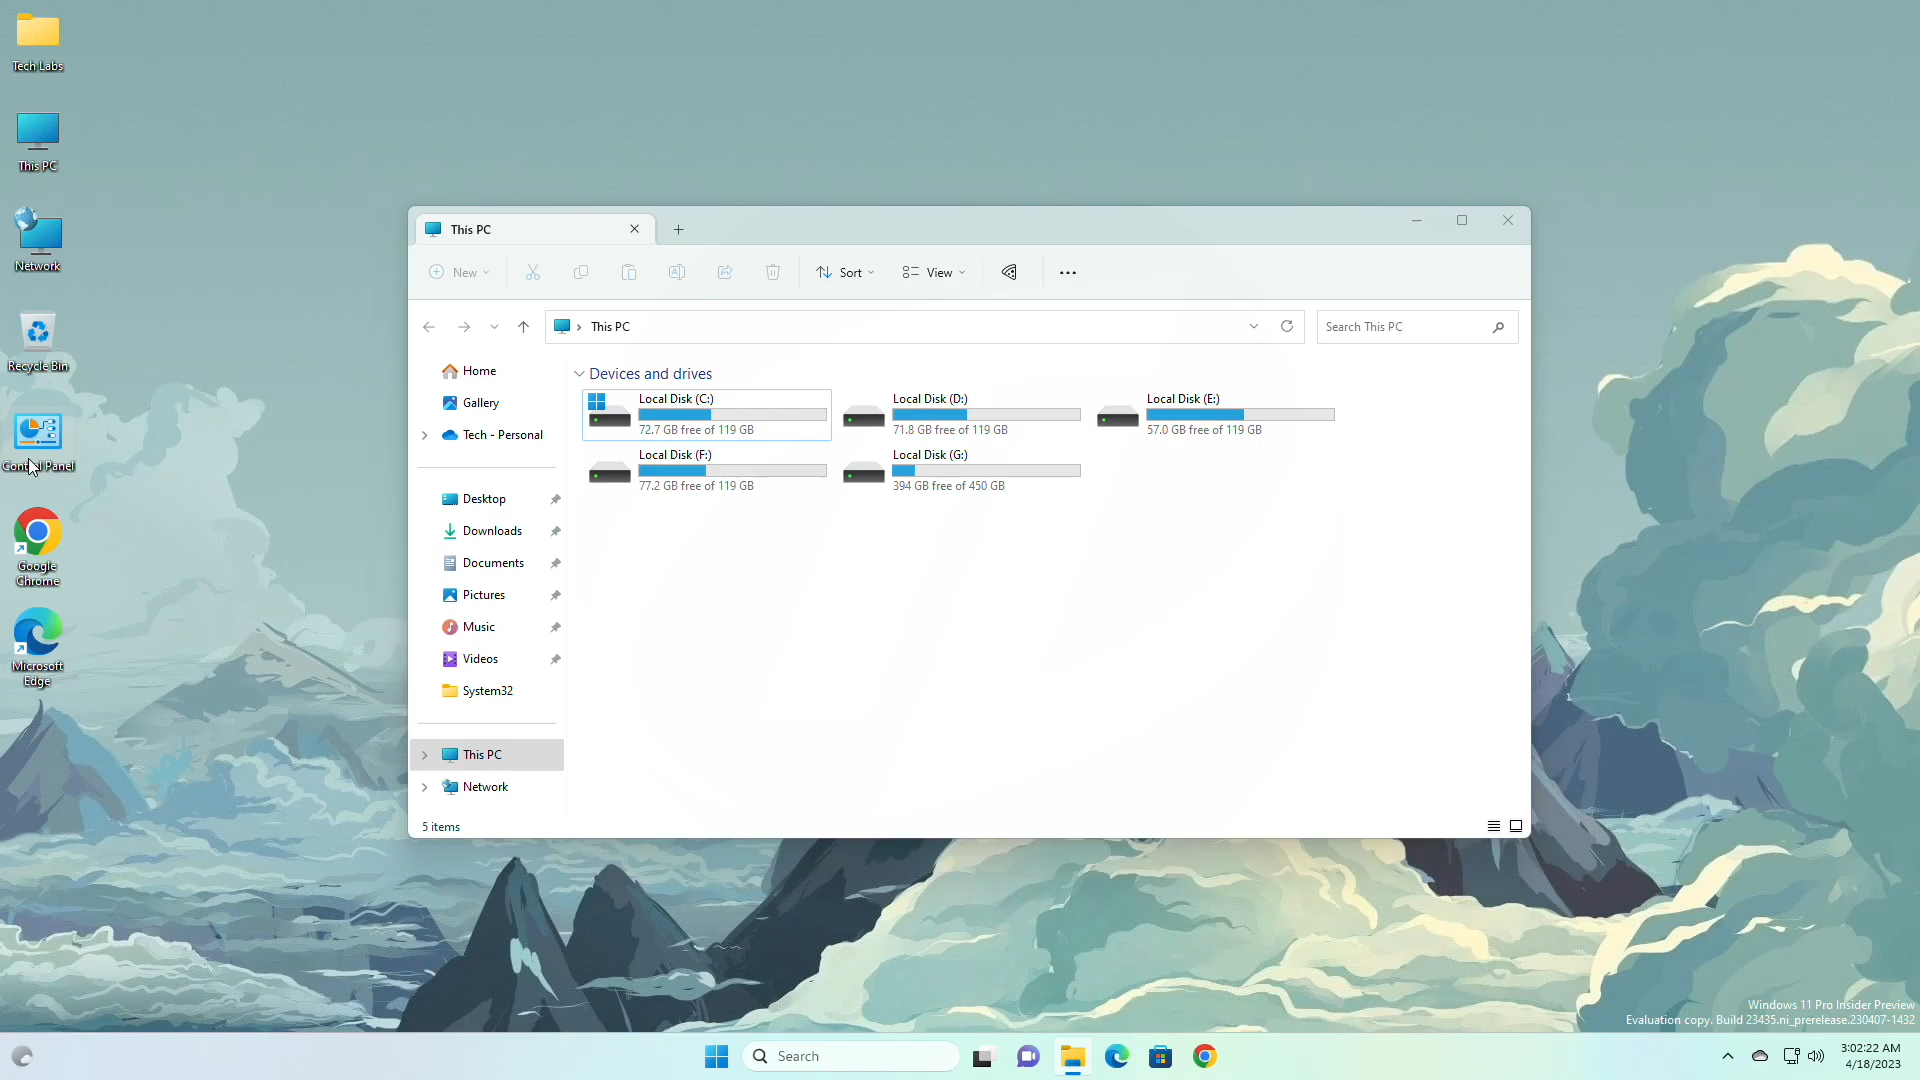 Tech Labs
This PC
Network
Recycle Bin
Control Panel
Google
Chrome
Microsoft
Edge
This PC
New
Sort
View
This PC
Search This PC
Home
Gallery
Tech - Personal
Desktop
Downloads
Documents
Pictures
Music
Videos
System32
This PC
Network
Devices and drives
Local Disk (C:)
72.7 GB free of 119 GB
Local Disk (D:)
71.8 GB free of 119 GB
Local Disk (E:)
57.0 GB free of 119 GB
Local Disk (F:)
77.2 GB free of 119 GB
Local Disk (G:)
394 GB free of 450 GB
5 items
Windows 11 Pro Insider Preview
Evaluation copy. Build 23435.ni_prerelease.230407-1432
Search
3:02:22 AM
4/18/2023